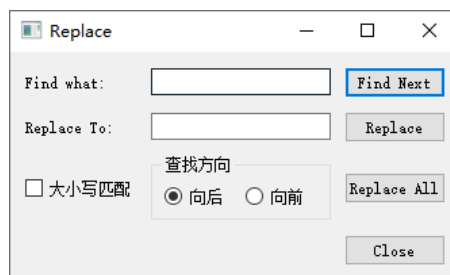 Replace
Find what:
Find Next
Replace To:
Replace
查找方向
大小写匹配
向后
向前
Replace All
Close